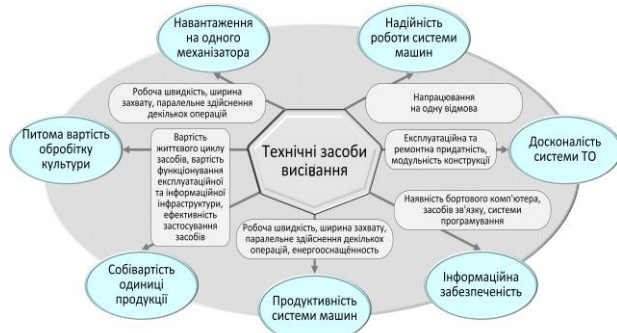 Навантаження
на одного
механізатора
Надійність
роботи системи
машин
Робоча швидкість, ширина
захвату, паралельне здійснення
декількох операцій
Напрацювання
на одну відмова
Питома вартість
обробітку
культури
Вартість
життєвого циклу
засобів, вартість
функціонування
експлуатаційної
та інформаційної
інфраструктури,
ефективність
застосування
засобів
Технічні засоби
висівання
Експлуатаційна та
ремонтна придатність,
модульність конструкції
Досконалість
системи ТО
Наявність бортового комп'ютера,
засобів зв'язку, системи
програмування
Робоча швидкість, ширина захвату,
паралельне здійснення декількох
операцій, енергооснащённість
Собівартість
одиниці
продукції
Продуктивність
системи машин
Інформаційна
забезпеченість